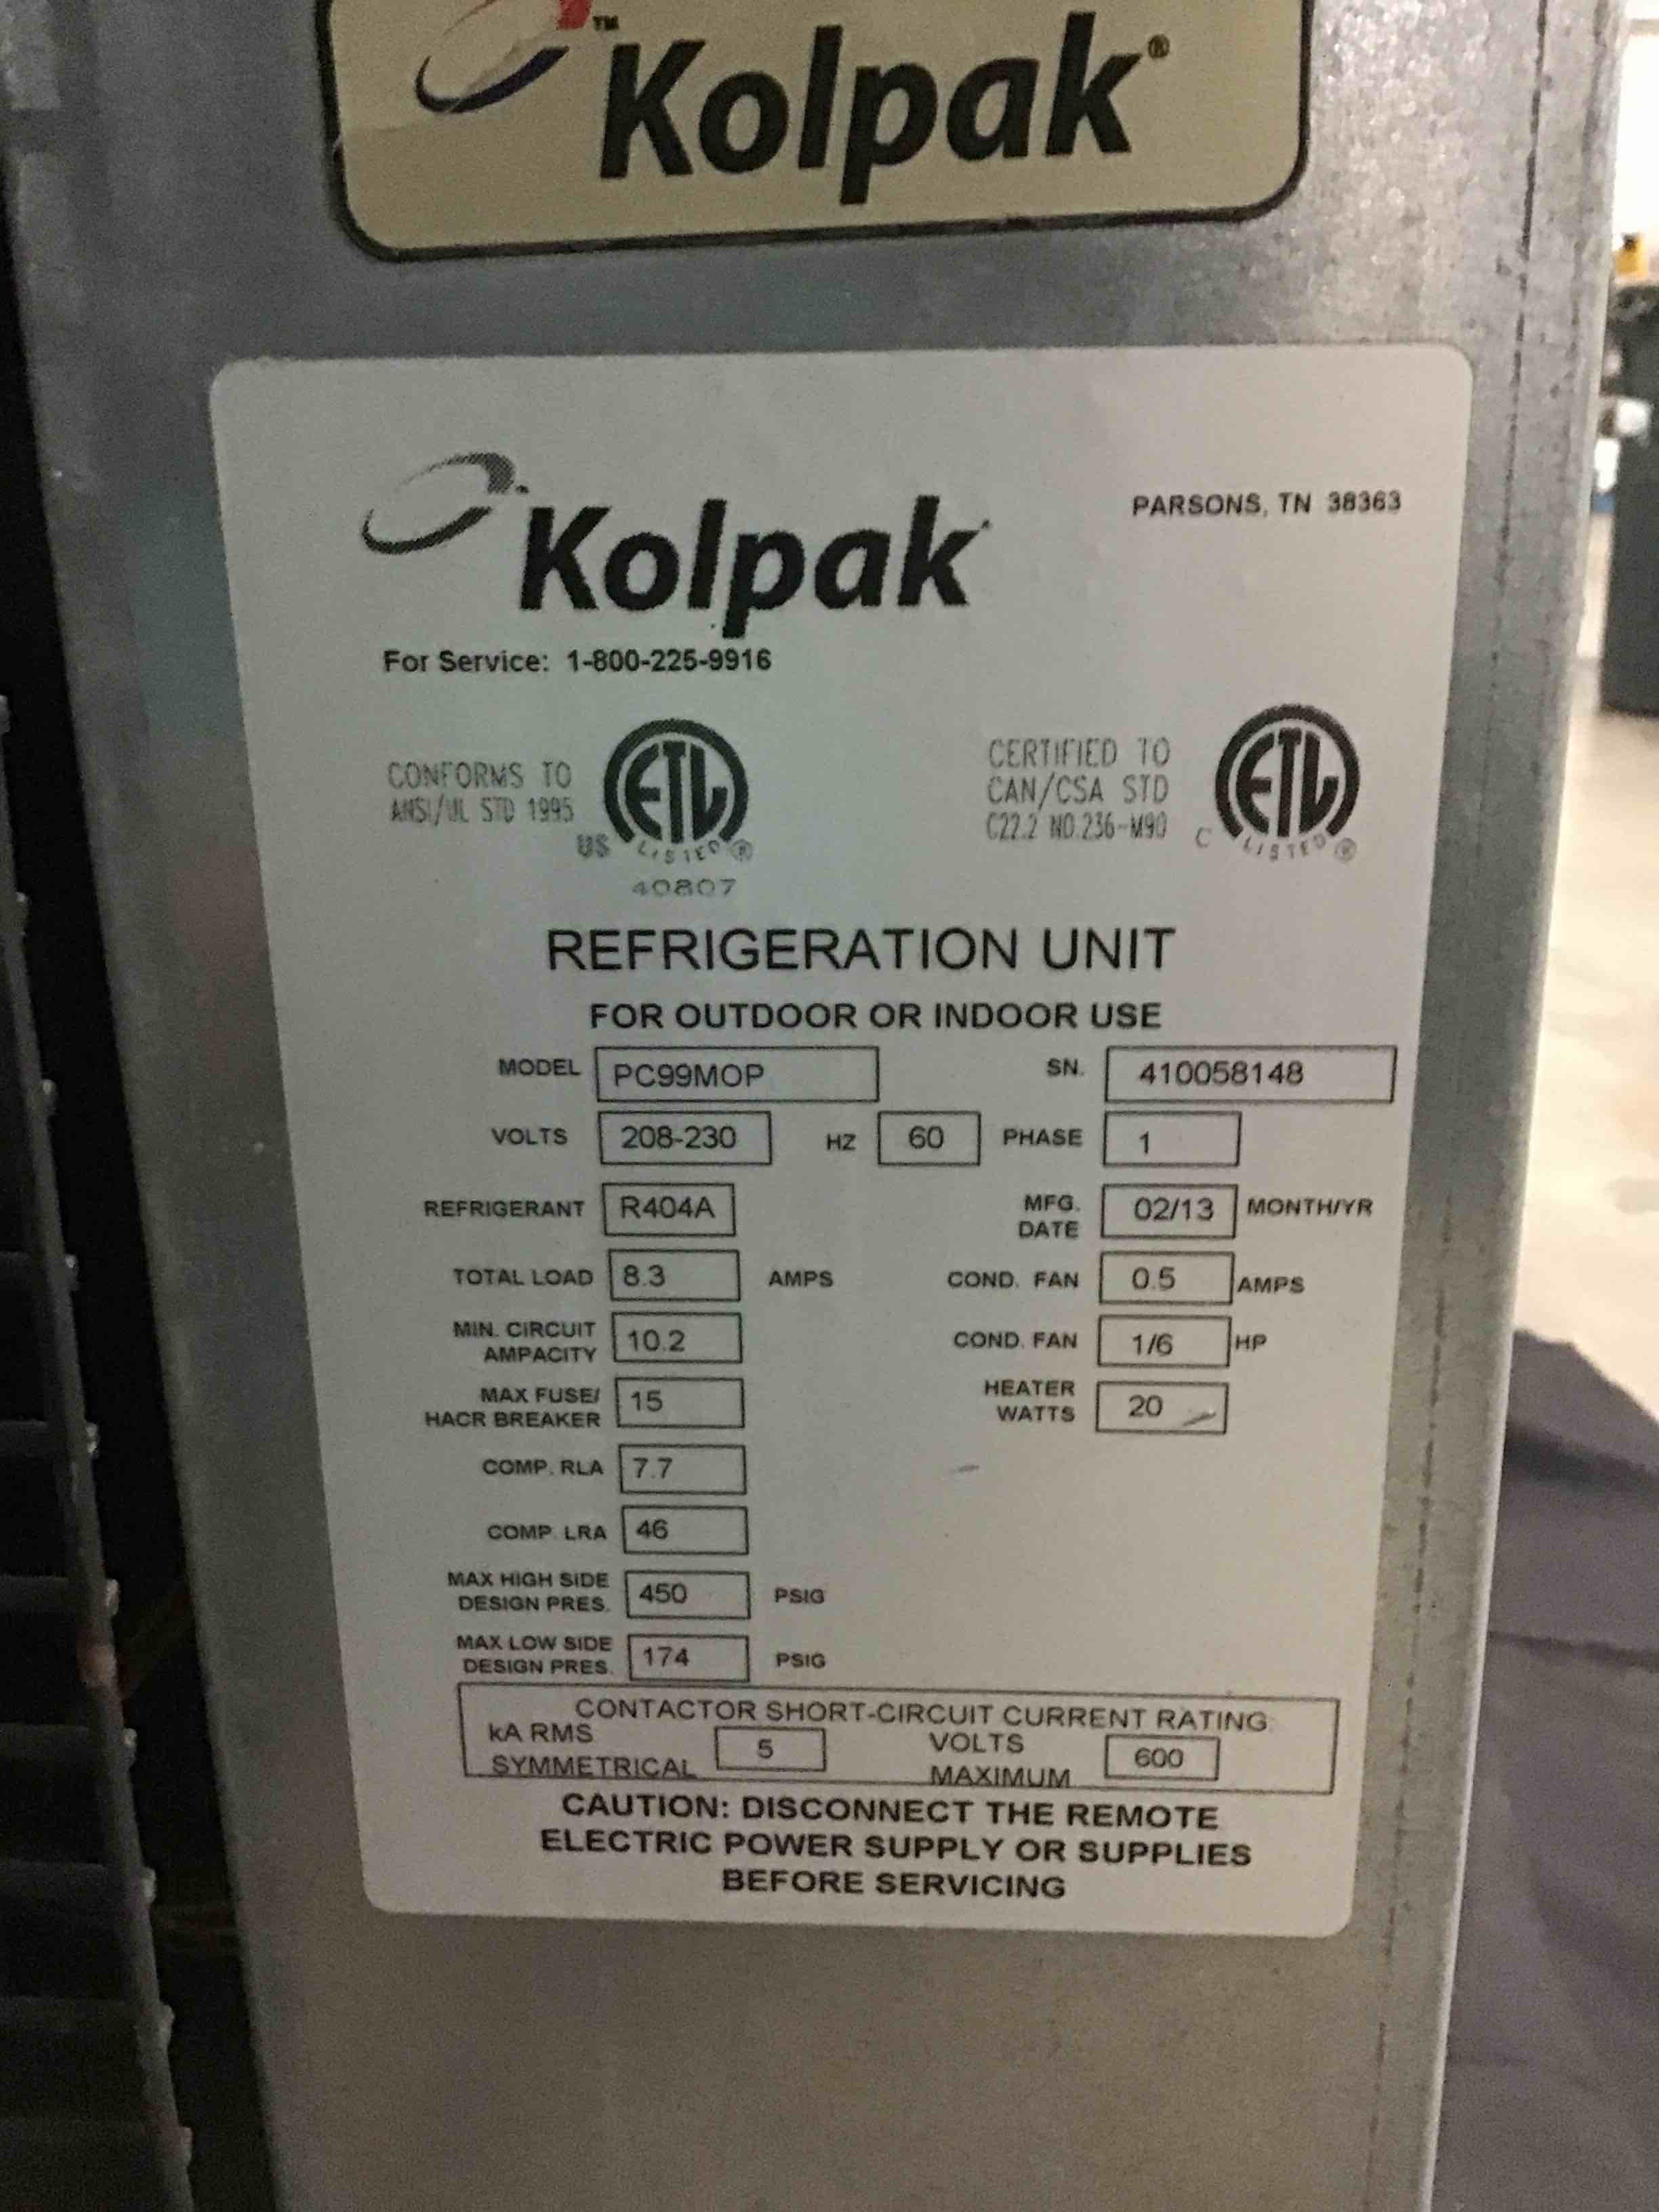 ™
Kolpak®
Kolpak
PARSONS, TN 38363
For Service: 1-800-225-9916
CONFORMS TO
ANSI/UL STD 1995
ETL
US LISTED ®
40807
CERTIFIED TO
CAN/CSA STD
C22.2 NO.236-M90
ETL
C LISTED ®
REFRIGERATION UNIT
FOR OUTDOOR OR INDOOR USE
MODEL PC99MOP SN. 410058148
VOLTS 208-230 HZ 60 PHASE 1
REFRIGERANT R404A MFG. DATE 02/13 MONTH/YR
TOTAL LOAD 8.3 AMPS COND. FAN 0.5 AMPS
MIN. CIRCUIT AMPACITY 10.2 COND. FAN 1/6 HP
MAX FUSE/ HACR BREAKER 15 HEATER WATTS 20
COMP. RLA 7.7
COMP. LRA 46
MAX HIGH SIDE DESIGN PRES. 450 PSIG
MAX LOW SIDE DESIGN PRES. 174 PSIG
CONTACTOR SHORT-CIRCUIT CURRENT RATING:
kA RMS SYMMETRICAL 5 VOLTS MAXIMUM 600
CAUTION: DISCONNECT THE REMOTE
ELECTRIC POWER SUPPLY OR SUPPLIES
BEFORE SERVICING